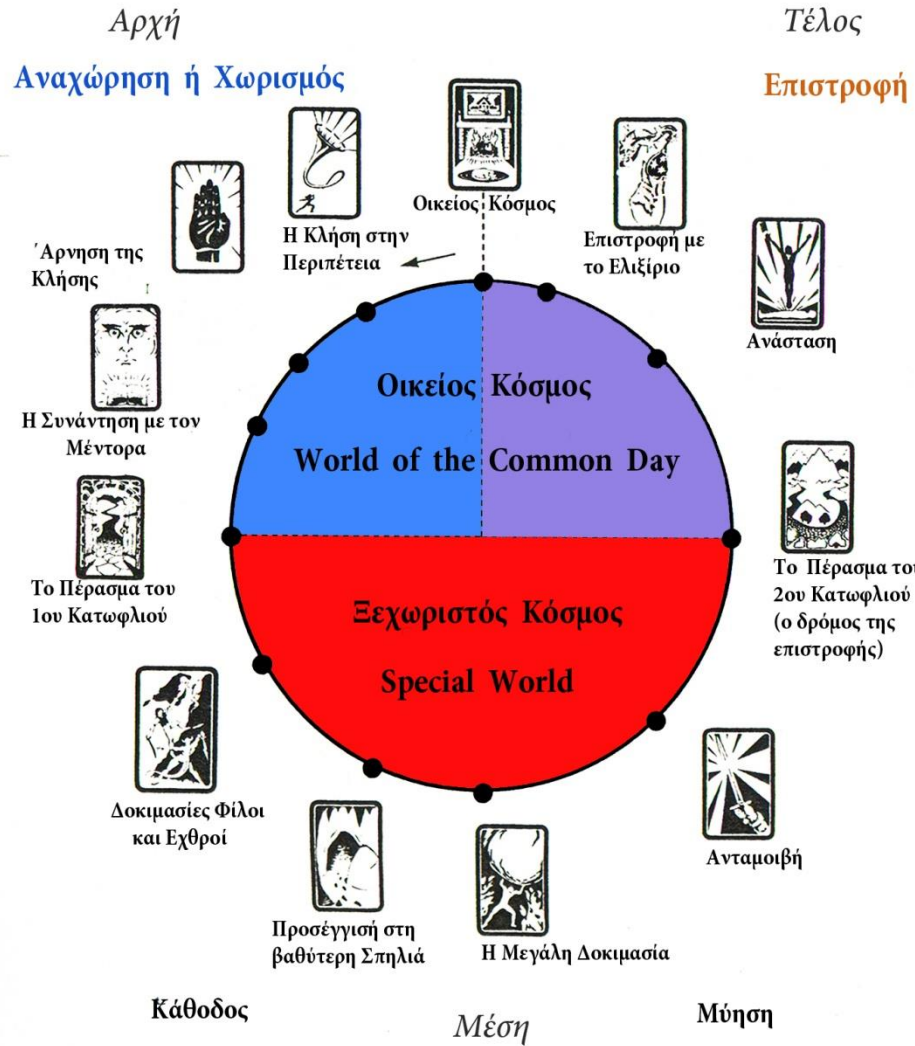 Αρχή
Τέλος
Αναχώρηση ή Χωρισμός
Επιστροφή
Οικείος Κόσμος
Η Κλήση στην
Περιπέτεια
΄Αρνηση της
Κλήσης
Η Συνάντηση με τον
Μέντορα
Το Πέρασμα του
1ου Κατωφλιού
Δοκιμασίες Φίλοι
και Εχθροί
Προσέγγισή στη
βαθύτερη Σπηλιά
Η Μεγάλη Δοκιμασία
Ανταμοιβή
Το Πέρασμα του
2ου Κατωφλιού
(ο δρόμος της
επιστροφής)
Ανάσταση
Επιστροφή με
το Ελιξίριο
Οικείος Κόσμος
World of the Common Day
Ξεχωριστός Κόσμος
Special World
Κάθοδος
Μέση
Μύηση